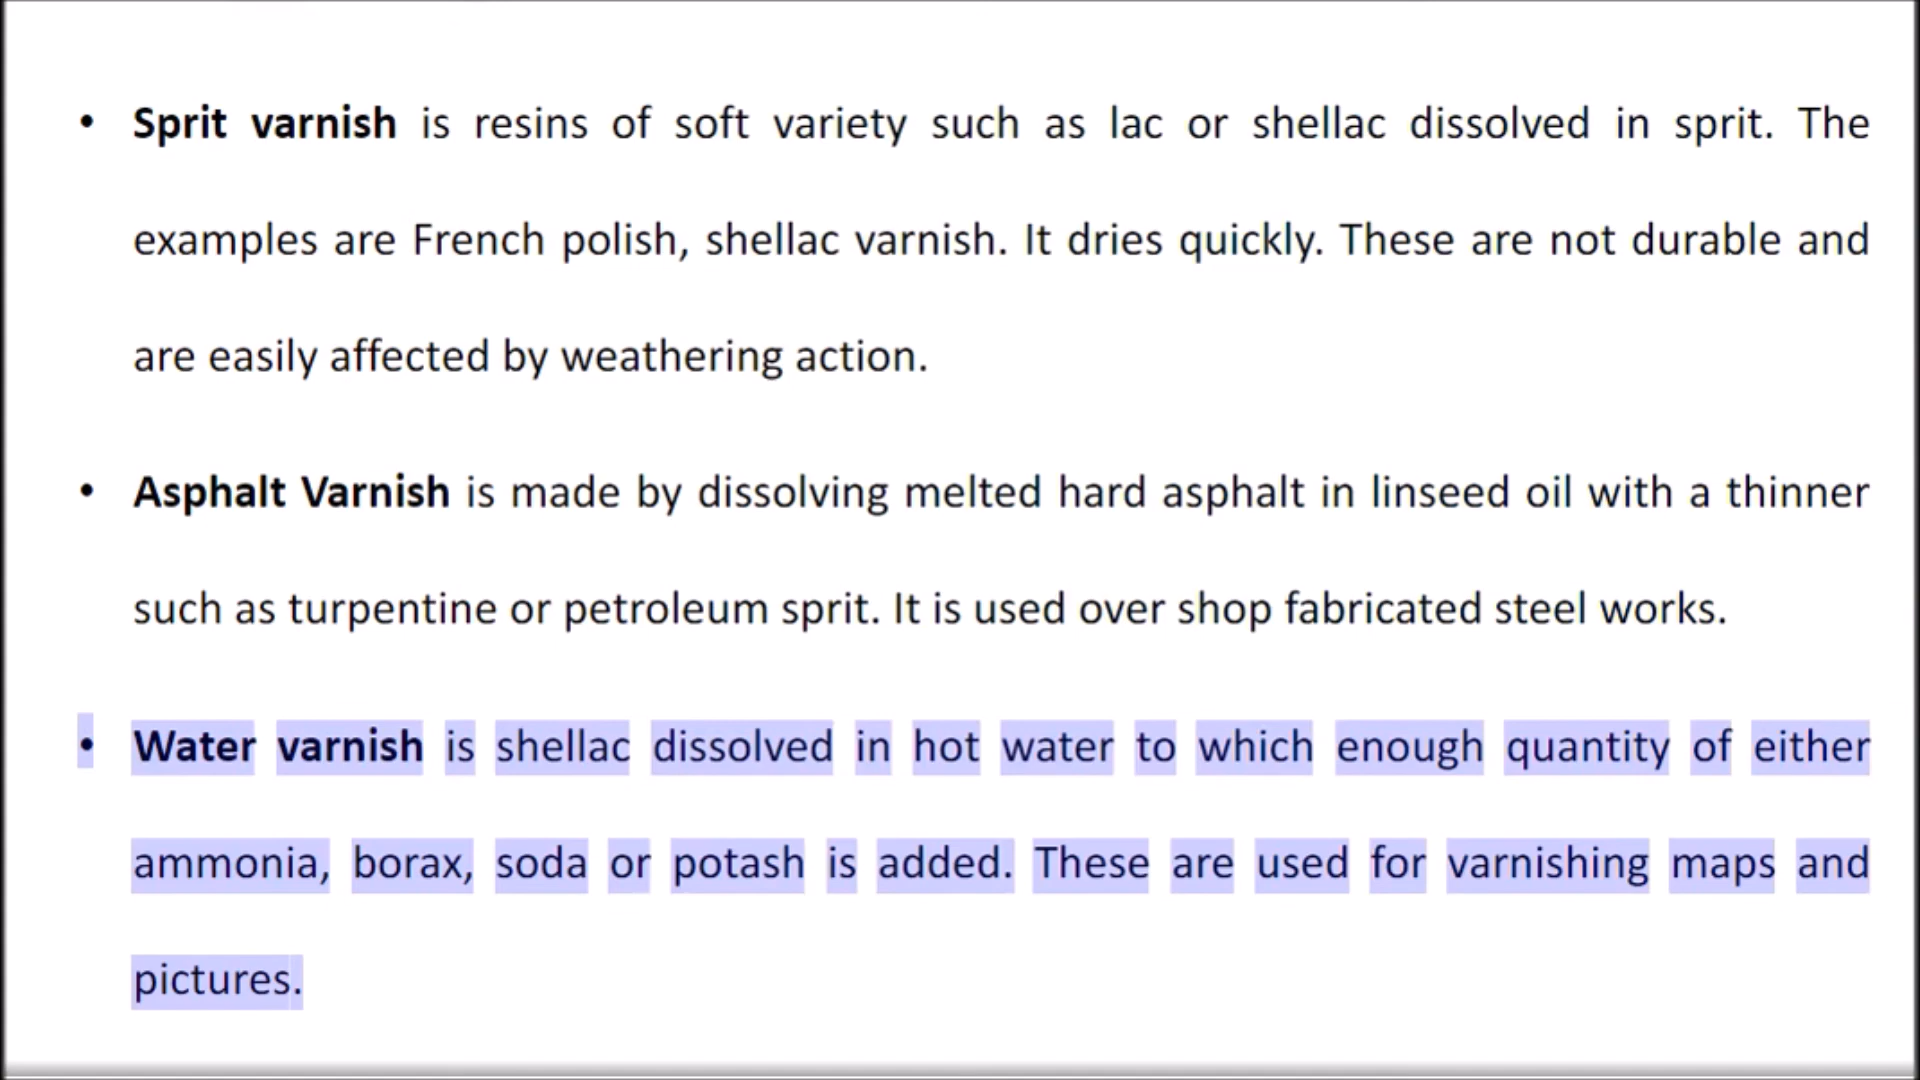 • Sprit varnish is resins of soft variety such as lac or shellac dissolved in sprit. The
examples are French polish, shellac varnish. It dries quickly. These are not durable and
are easily affected by weathering action.
• Asphalt Varnish is made by dissolving melted hard asphalt in linseed oil with a thinner
such as turpentine or petroleum sprit. It is used over shop fabricated steel works.
• Water varnish is shellac dissolved in hot water to which enough quantity of either
ammonia, borax, soda or potash is added. These are used for varnishing maps and
pictures.